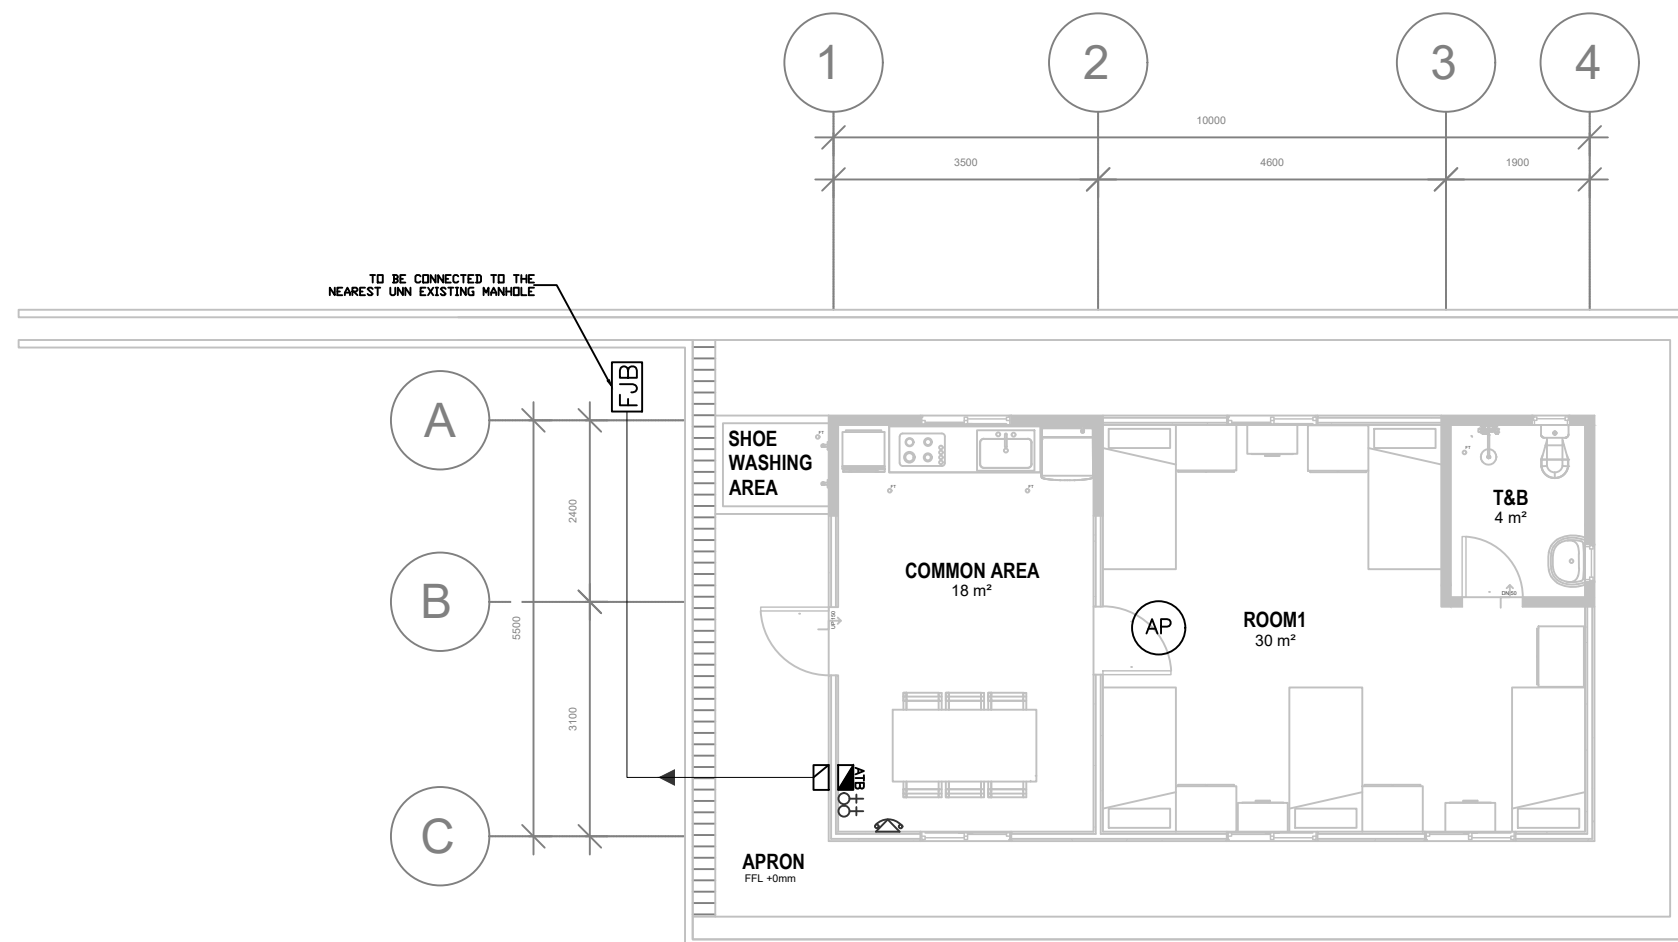 1
2
3
4
10000
3500
4600
1900
TO BE CONNECTED TO THE
NEAREST UNN EXISTING MANHOLE
FJB
A
B
C
2400
5500
3100
SHOE
WASHING
AREA
COMMON AREA
18 m²
T&B
4 m²
DN150
UP150
AP
ROOM1
30 m²
ATB
APRON
FFL +0mm